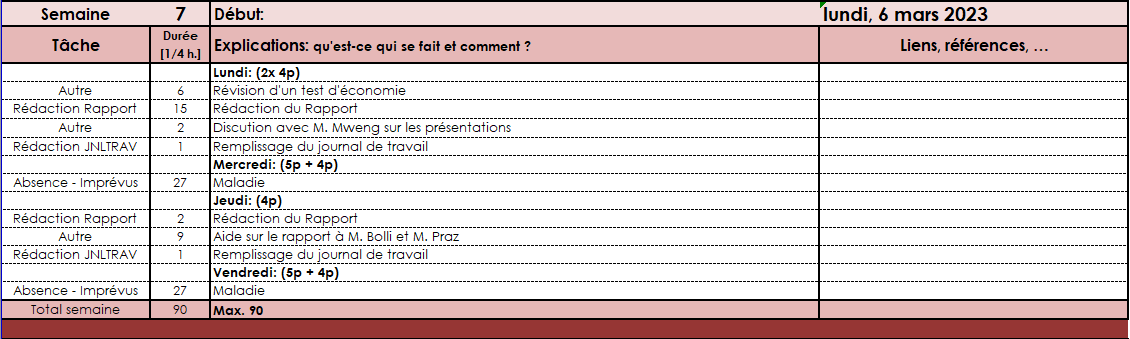 Semaine 7 Début: lundi, 6 mars 2023
Tâche Durée [1/4 h.] Explications: qu'est-ce qui se fait et comment ? Liens, références, ...
Lundi: (2x 4p)
Autre 6 Révision d'un test d'économie
Rédaction Rapport 15 Rédaction du Rapport
Autre 2 Discution avec M. Mweng sur les présentations
Rédaction JNLTRAV 1 Remplissage du journal de travail
Mercredi: (5p + 4p)
Absence - Imprévus 27 Maladie
Jeudi: (4p)
Rédaction Rapport 2 Rédaction du Rapport
Autre 9 Aide sur le rapport à M. Bolli et M. Praz
Rédaction JNLTRAV 1 Remplissage du journal de travail
Vendredi: (5p + 4p)
Absence - Imprévus 27 Maladie
Total semaine 90 Max. 90